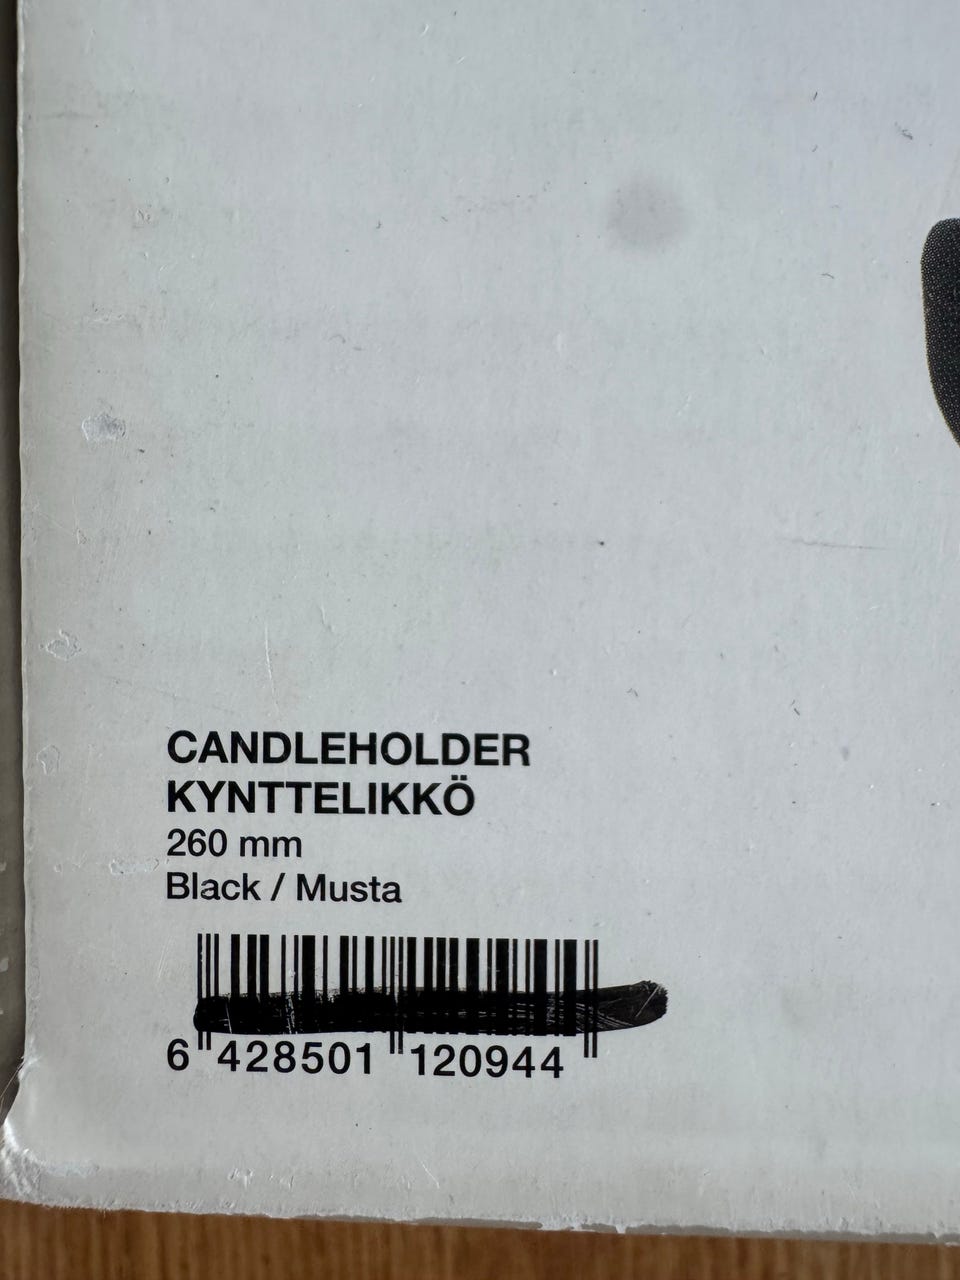 CANDLEHOLDER
KYNTTELIKKÖ
260 mm
Black / Musta
6 428501 120944